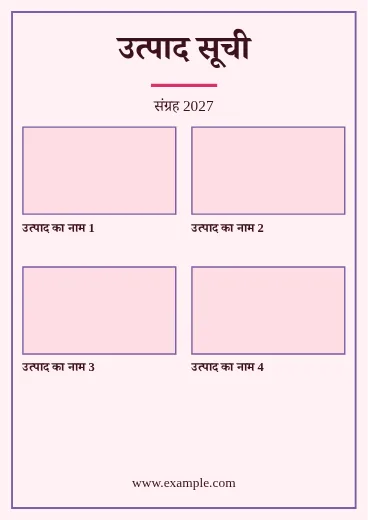 उत्पाद सूची
संग्रह 2027
उत्पाद का नाम 1
उत्पाद का नाम 2
उत्पाद का नाम 3
उत्पाद का नाम 4
www.example.com